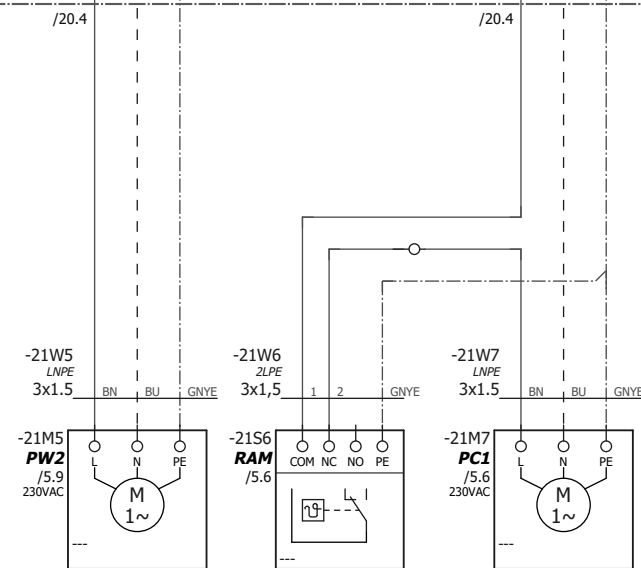 /20.4
/20.4
-21W5
LNPE
3x1.5
BN BU GNYE
-21W6
2LPE
3x1,5
1 2 GNYE
-21W7
LNPE
3x1.5
BN BU GNYE
-21M5
PW2
/5.9
230VAC
L N PE
M
1~
---
-21S6
RAM
/5.6
COM NC NO PE
ϑ
---
-21M7
PC1
/5.6
230VAC
L N PE
M
1~
---